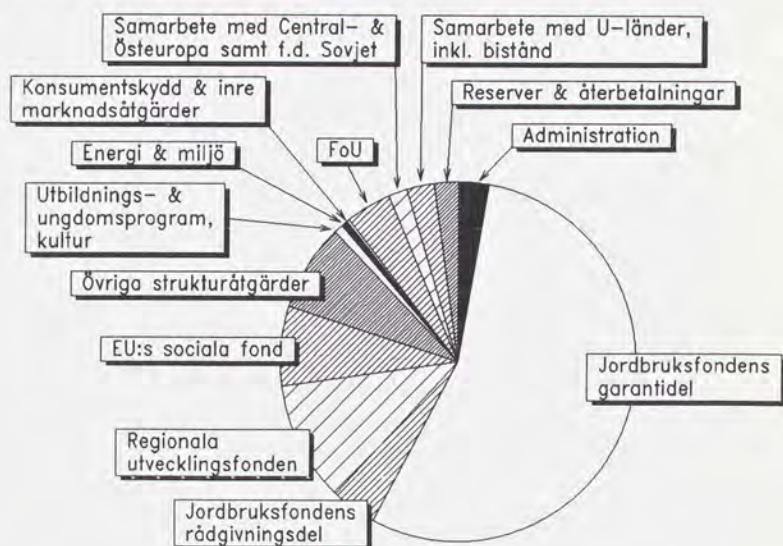 Samarbete med Central- &
Östeuropa samt f.d. Sovjet
Samarbete med U-länder,
inkl. bistånd
Konsumentskydd & inre
marknadsåtgärder
Reserver & återbetalningar
Energi & miljö
FoU
Administration
Utbildnings- &
ungdomsprogram,
kultur
Övriga strukturåtgärder
EU:s sociala fond
Jordbruksfondens
garantidel
Regionala
utvecklingsfonden
Jordbruksfondens
rådgivningsdel